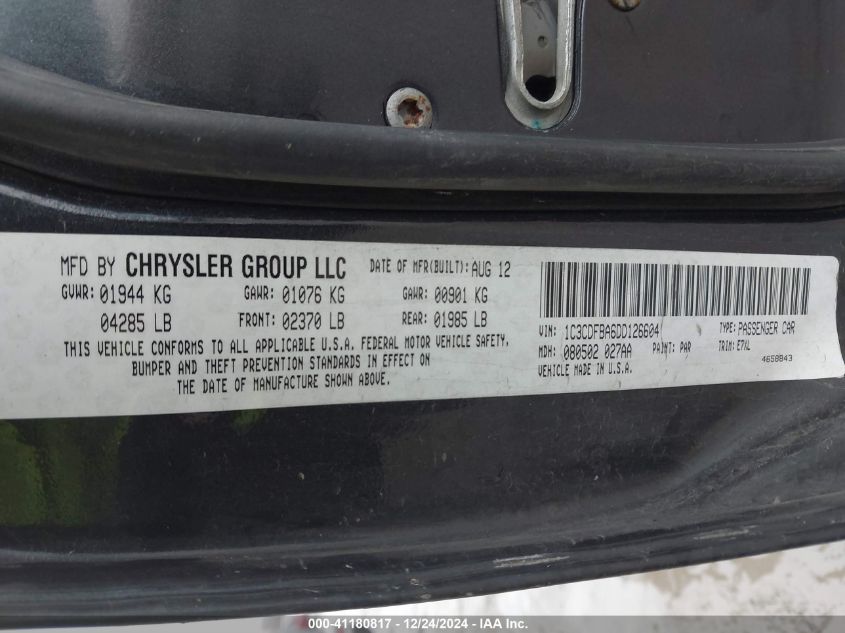 MFD BY CHRYSLER GROUP LLC DATE OF MFR(BUILT): AUG 12
GVWR: 01944 KG GAWR: 01076 KG GAWR: 00901 KG
04285 LB FRONT: 02370 LB REAR: 01985 LB
THIS VEHICLE CONFORMS TO ALL APPLICABLE U.S.A. FEDERAL MOTOR VEHICLE SAFETY,
BUMPER AND THEFT PREVENTION STANDARDS IN EFFECT ON
THE DATE OF MANUFACTURE SHOWN ABOVE.
VIN: 1C3CDFBA6DD126604 TYPE: PASSENGER CAR
MDH: 080502 027AA PAINT: PAR TRIM: E7XL
VEHICLE MADE IN U.S.A. 4658843
000-41180817 - 12/24/2024 - IAA Inc.